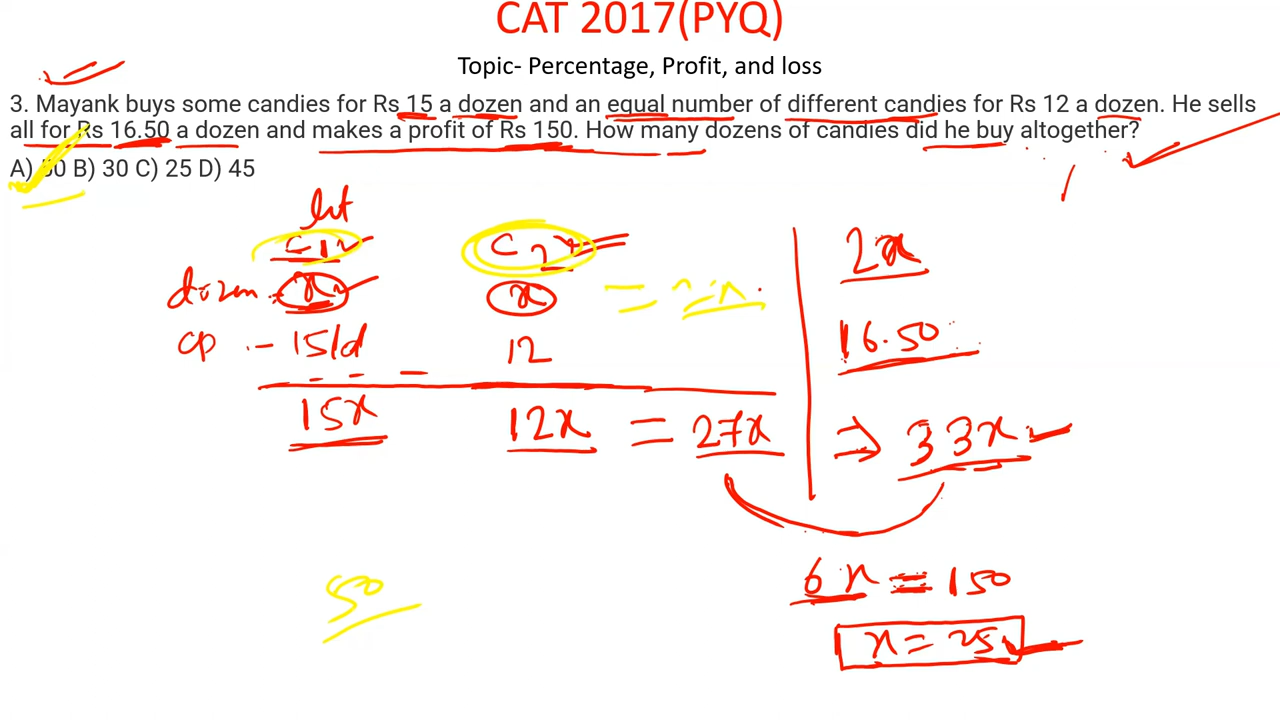 CAT 2017(PYQ)
Topic- Percentage, Profit, and loss
3. Mayank buys some candies for Rs 15 a dozen and an equal number of different candies for Rs 12 a dozen. He sells
all for Rs 16.50 a dozen and makes a profit of Rs 150. How many dozens of candies did he buy altogether?
A) 50 B) 30 C) 25 D) 45
let
C1 C2 2x
dozen :- x x = 2x.
CP :- 15/d 12 16.50
15x 12x = 27x ⇒ 33x
6x = 150
50
x = 25